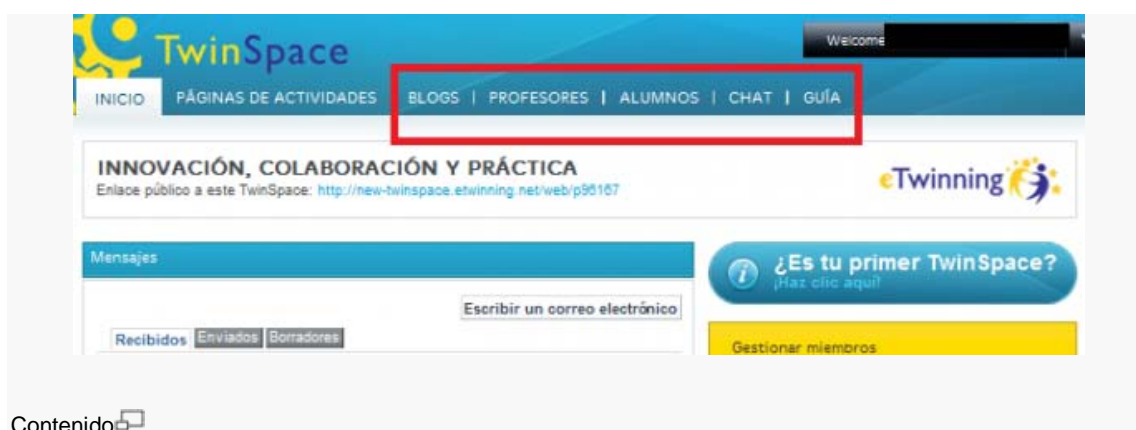 TwinSpace
Welcome
INICIO PÁGINAS DE ACTIVIDADES BLOGS | PROFESORES | ALUMNOS | CHAT | GUÍA
INNOVACIÓN, COLABORACIÓN Y PRÁCTICA
Enlace público a este TwinSpace: http://new-twinspace.etwinning.net/web/p96167
eTwinning
Mensajes
¿Es tu primer TwinSpace?
¡Haz clic aquí!
Escribir un correo electrónico
Recibidos Enviados Borradores
Gestionar miembros
Contenido